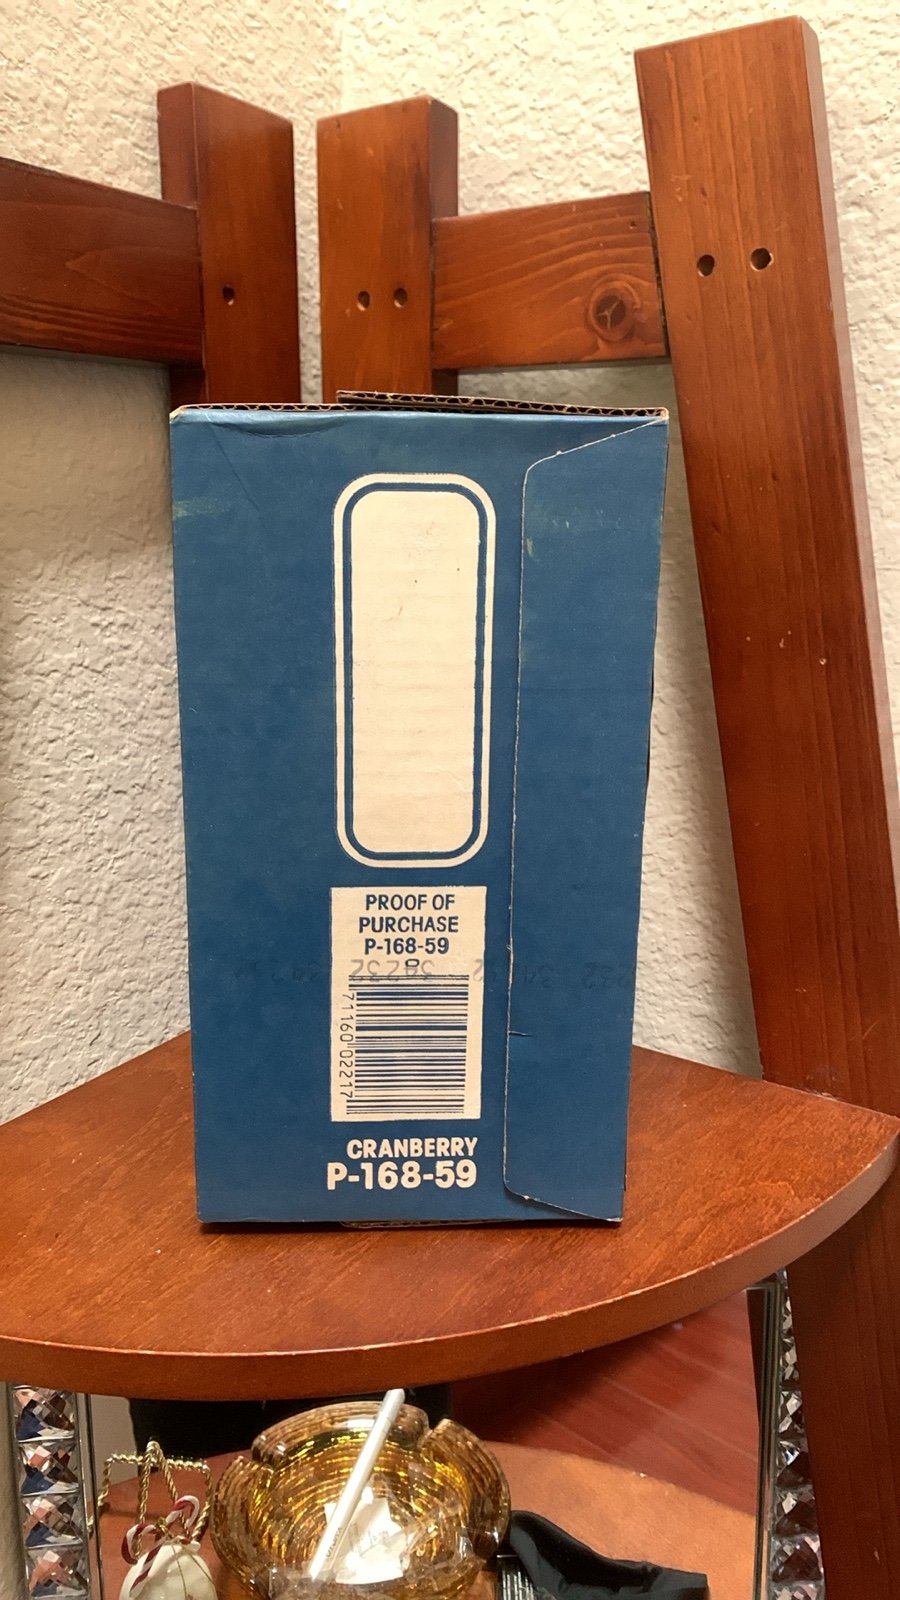 PROOF OF
PURCHASE
P-168-59
71160 02217
CRANBERRY
P-168-59